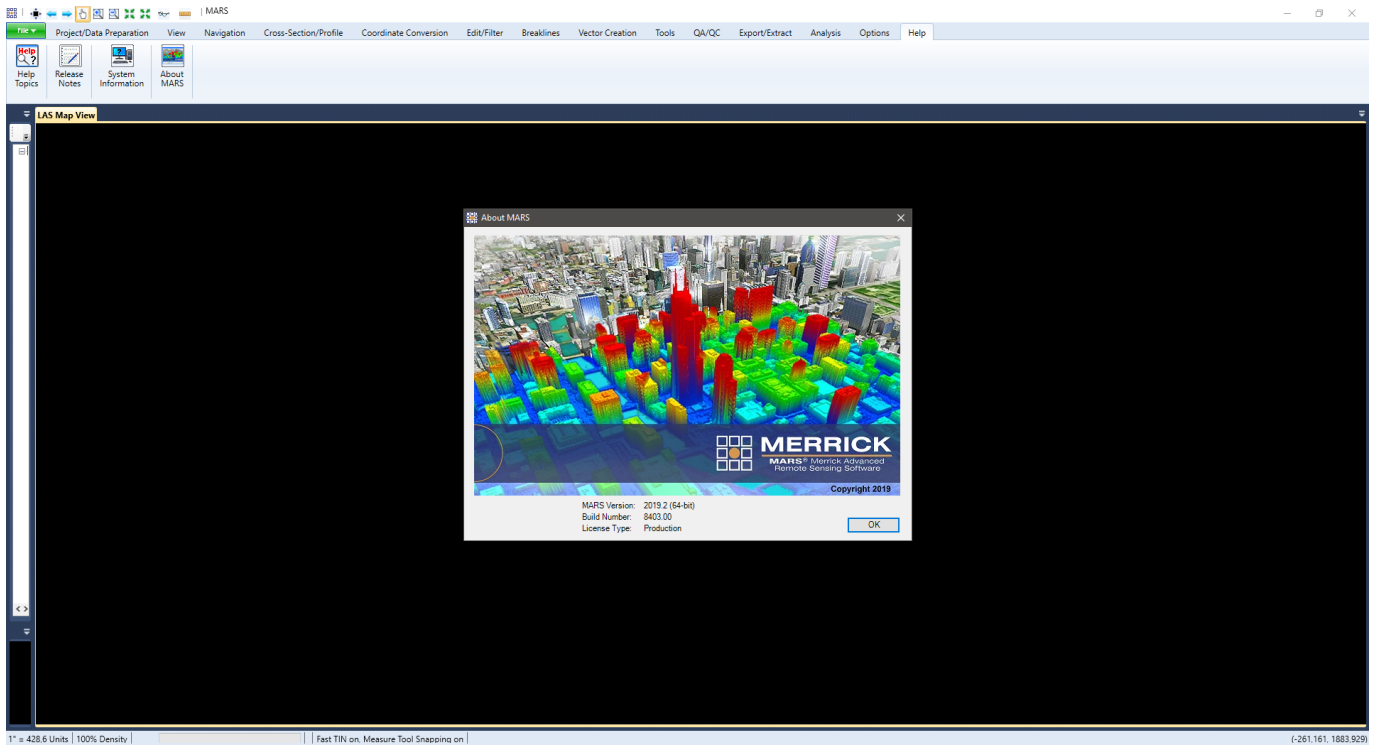 MARS
File
Project/Data Preparation View Navigation Cross-Section/Profile Coordinate Conversion Edit/Filter Breaklines Vector Creation Tools QA/QC Export/Extract Analysis Options Help
Help
Help Release System About
Topics Notes Information MARS
LAS Map View
About MARS
MERRICK
MARS® Merrick Advanced
Remote Sensing Software
Copyright 2019
MARS Version: 2019.2 (64-bit)
Build Number: 8403.00
License Type: Production
OK
1" = 428.6 Units 100% Density Fast TIN on, Measure Tool Snapping on (-261.161, 1883.929)